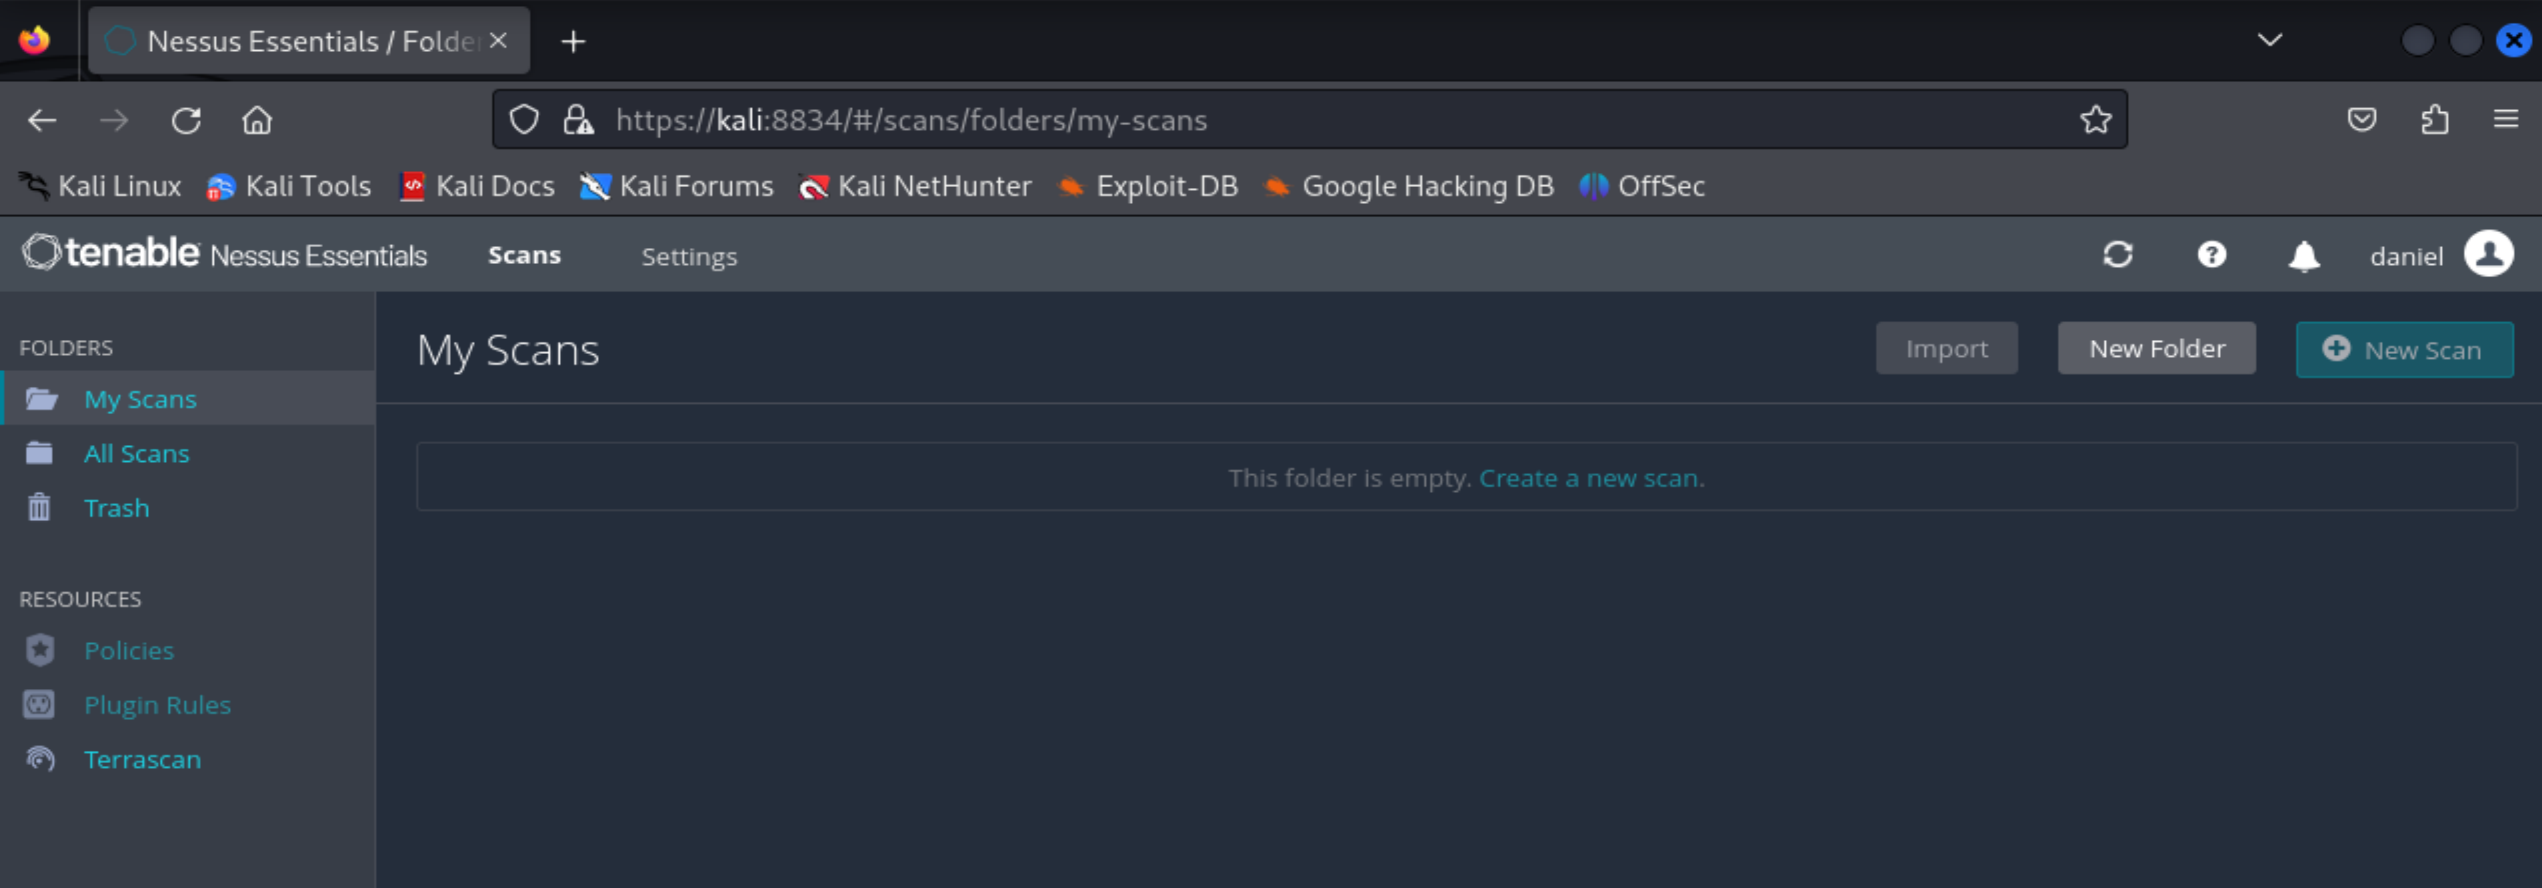 Nessus Essentials / Folder
https://kali:8834/#/scans/folders/my-scans
Kali Linux Kali Tools Kali Docs Kali Forums Kali NetHunter Exploit-DB Google Hacking DB OffSec
tenable Nessus Essentials Scans Settings daniel
FOLDERS
My Scans
All Scans
Trash
RESOURCES
Policies
Plugin Rules
Terrascan
My Scans Import New Folder New Scan
This folder is empty. Create a new scan.